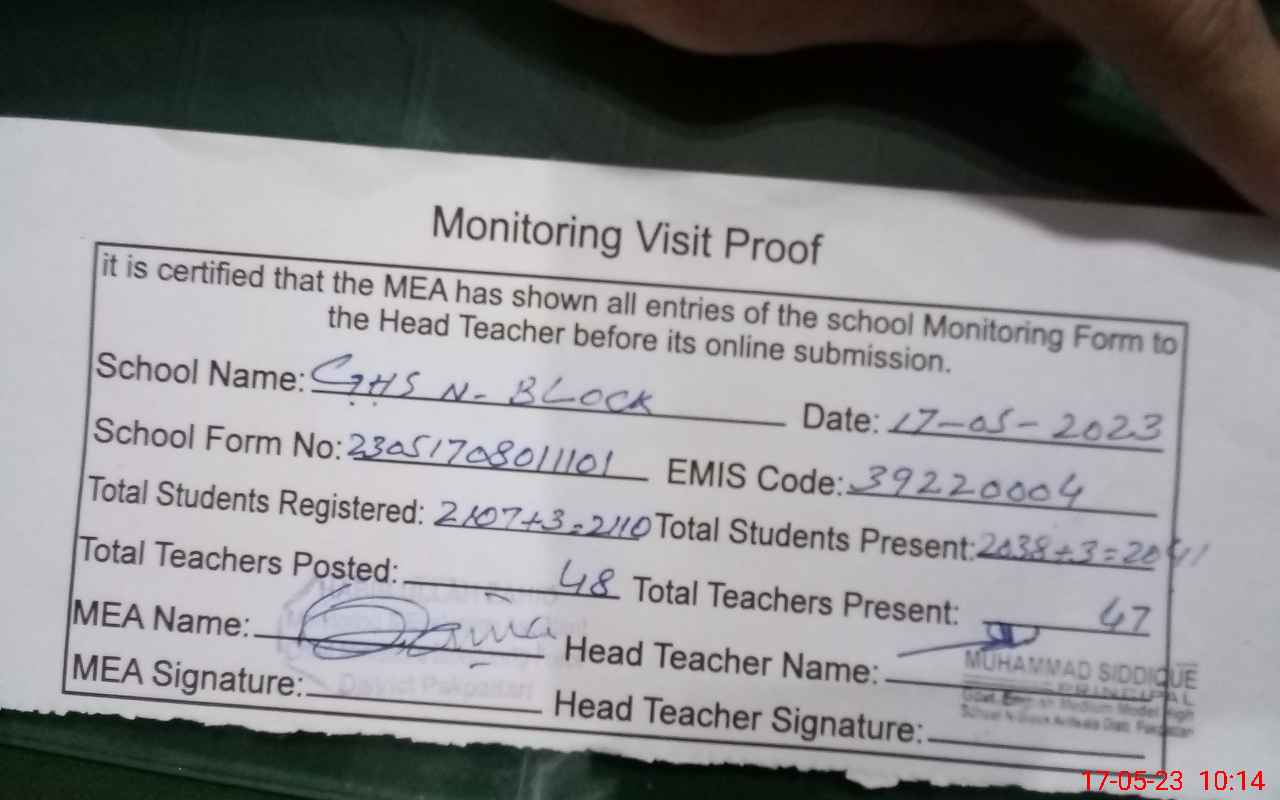 Monitoring Visit Proof
it is certified that the MEA has shown all entries of the school Monitoring Form to
the Head Teacher before its online submission.
School Name: GHS N-BLOCK Date: 17-05-2023
School Form No: 23051708011101 EMIS Code: 39220004
Total Students Registered: 2107+3=2110 Total Students Present: 2038+3=2041
Total Teachers Posted: 48 Total Teachers Present: 47
MEA Name: Head Teacher Name:
MUHAMMAD SIDDIQUE
PRINCIPAL
MEA Signature: District Pakpattan Head Teacher Signature:
17-05-23 10:14